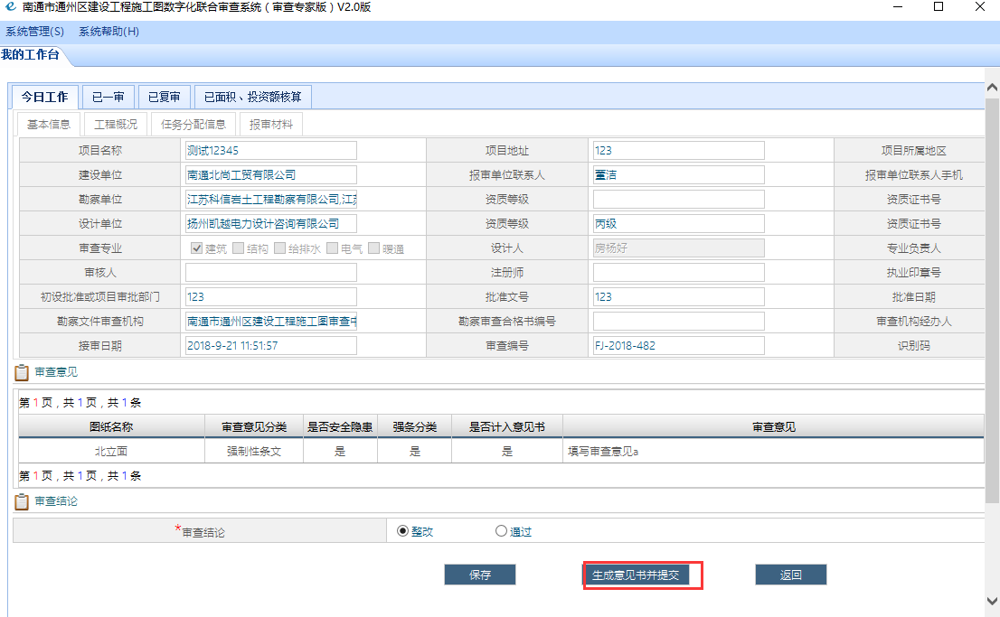 南通市通州区建设工程施工图数字化联合审查系统（审查专家版）V2.0版
系统管理(S) 系统帮助(H)
我的工作台
今日工作 已一审 已复审 已面积、投资额核算
基本信息 工程概况 任务分配信息 报审材料
项目名称 测试12345 项目地址 123 项目所属地区
建设单位 南通北尚工贸有限公司 报审单位联系人 董洁 报审单位联系人手机
勘察单位 江苏科信岩土工程勘察有限公司,江苏 资质等级 资质证书号
设计单位 扬州凯越电力设计咨询有限公司 资质等级 丙级 资质证书号
审查专业 建筑 结构 给排水 电气 暖通 设计人 房杨好 专业负责人
审核人 注册师 执业印章号
初设批准或项目审批部门 123 批准文号 123 批准日期
勘察文件审查机构 南通市通州区建设工程施工图审查中 勘察审查合格书编号 审查机构经办人
接审日期 2018-9-21 11:51:57 审查编号 FJ-2018-482 识别码
审查意见
第 1 页 , 共 1 页 , 共 1 条
图纸名称 审查意见分类 是否安全隐患 强条分类 是否计入意见书 审查意见
北立面 强制性条文 是 是 是 填写审查意见a
第 1 页 , 共 1 页 , 共 1 条
审查结论
*审查结论 整改 通过
保存 生成意见书并提交 返回